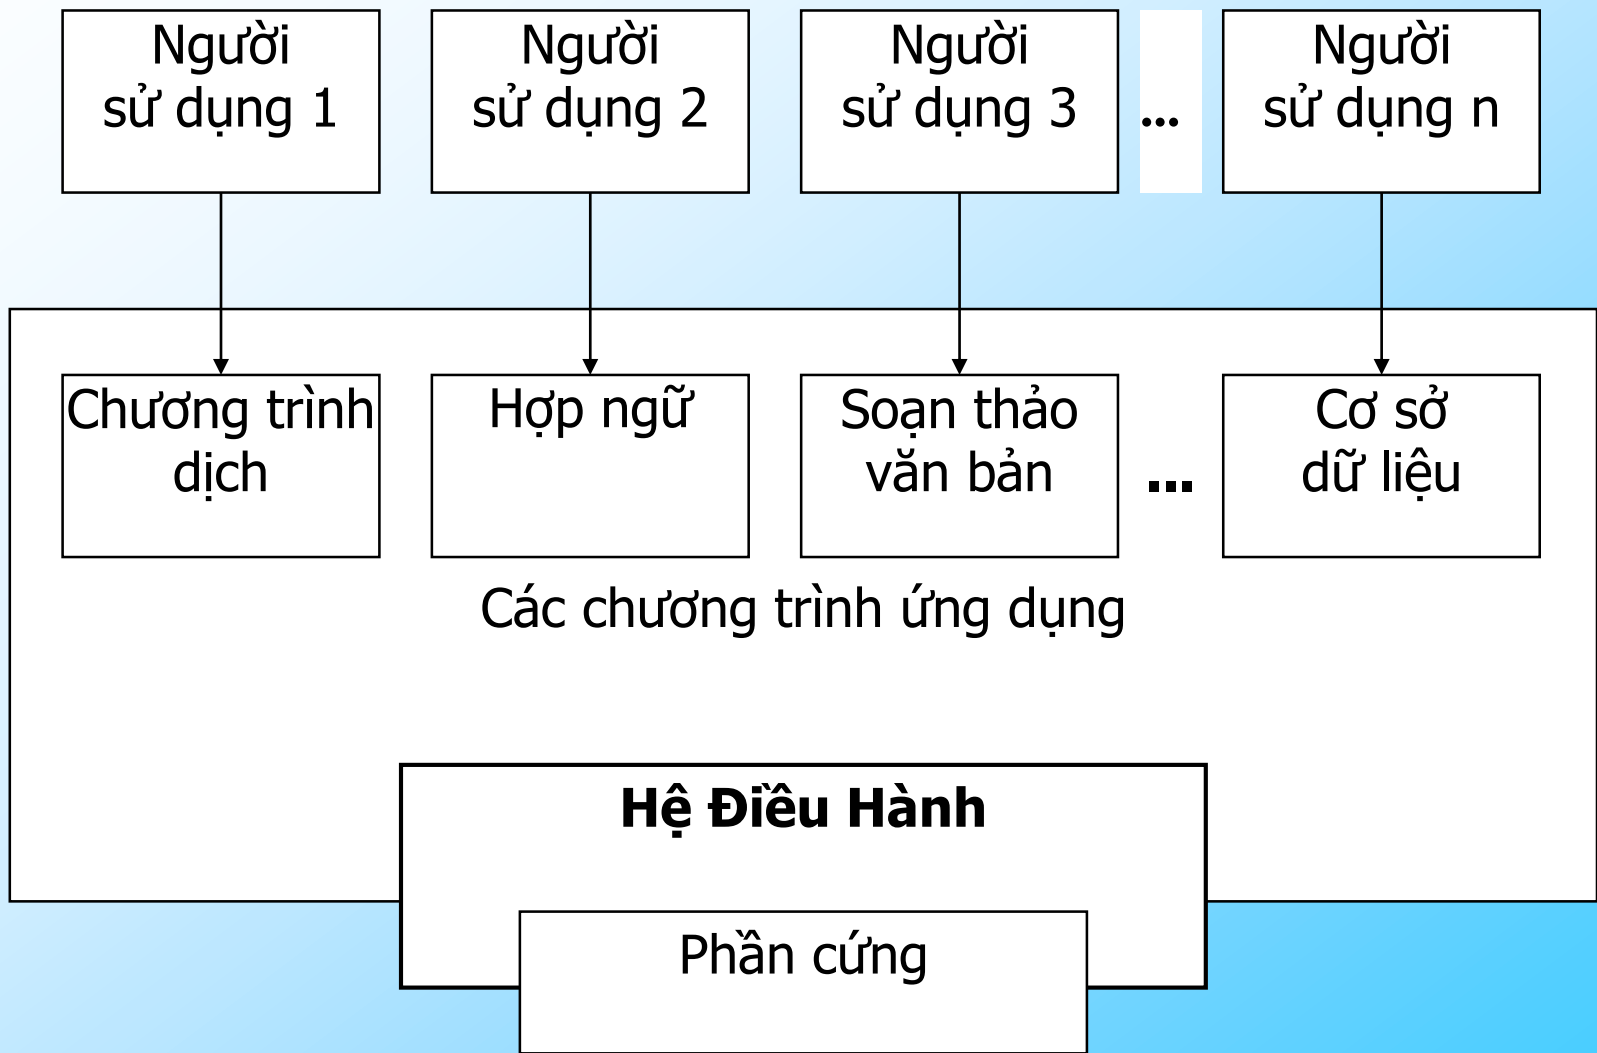 Người
sử dụng 1
Người
sử dụng 2
Người
sử dụng 3
...
Người
sử dụng n
Chương trình
dịch
Hợp ngữ
Soạn thảo
văn bản
...
Cơ sở
dữ liệu
Các chương trình ứng dụng
Hệ Điều Hành
Phần cứng